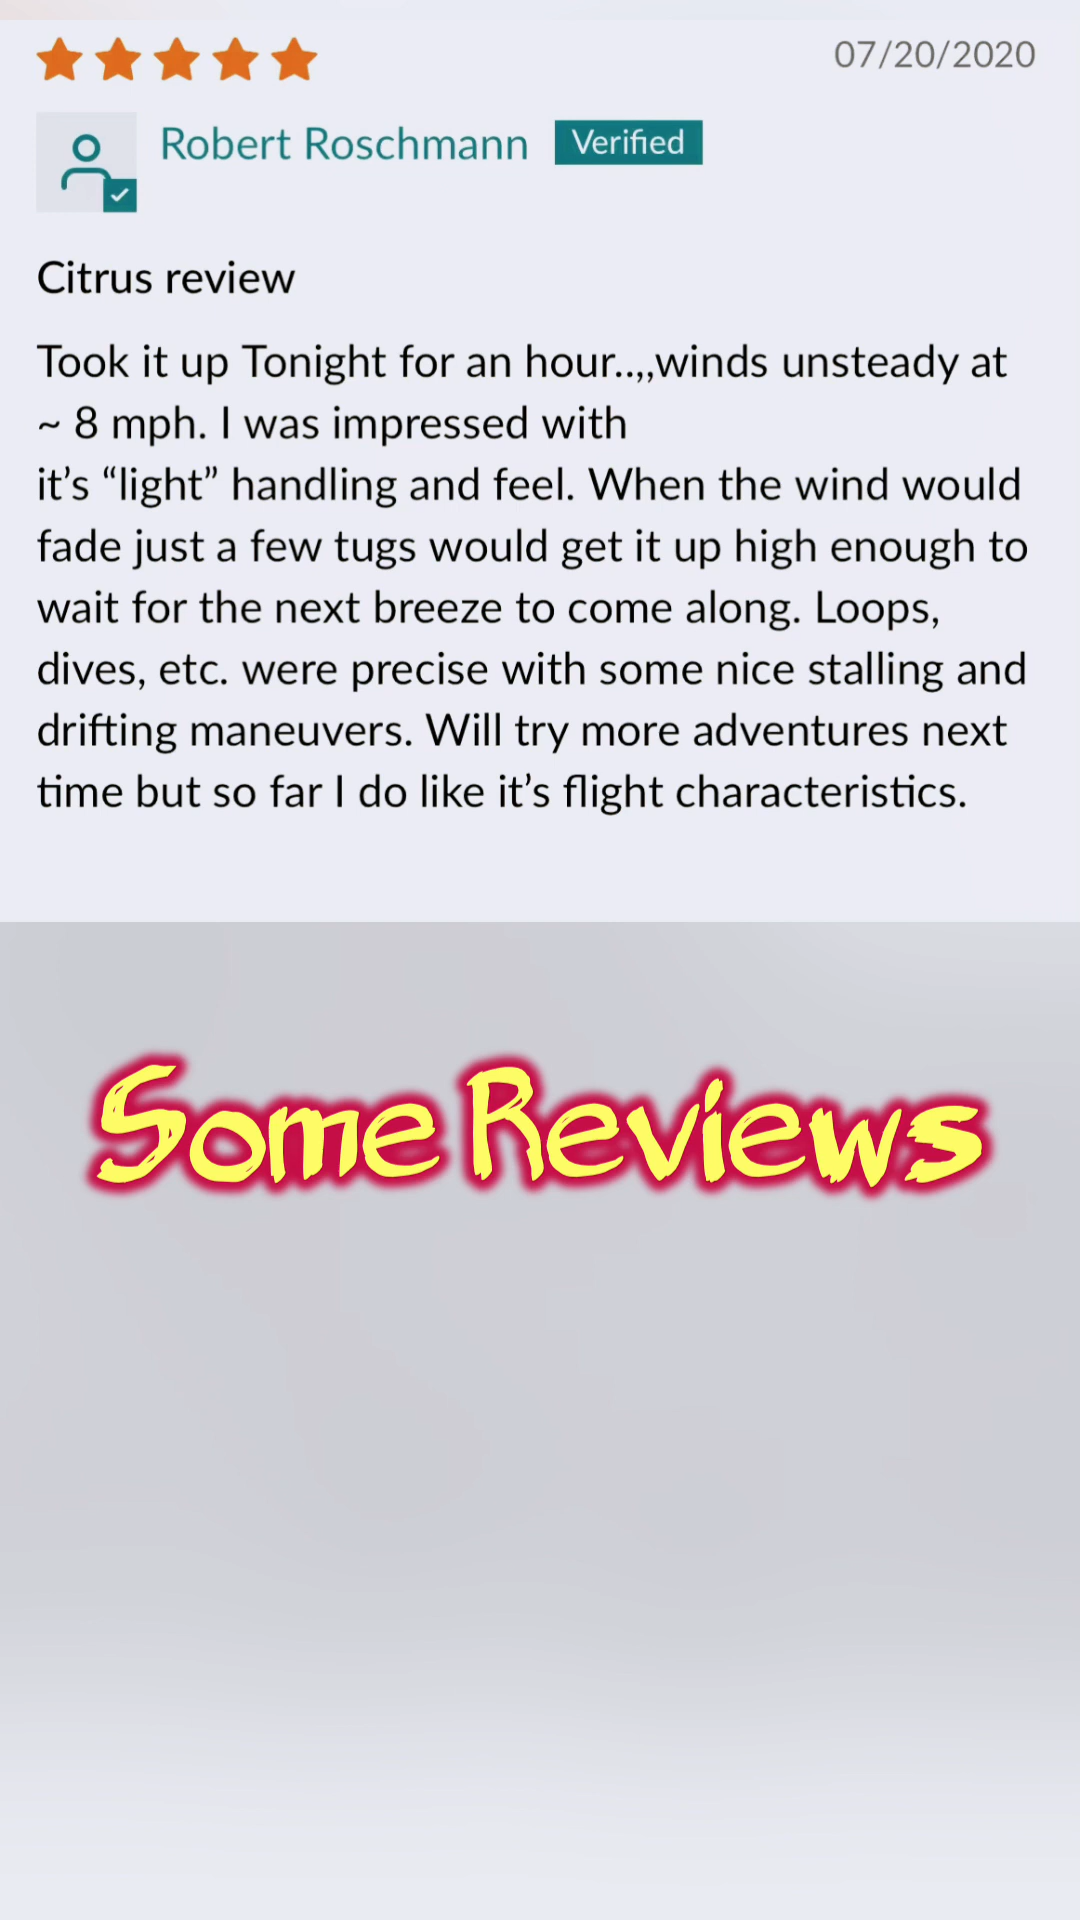 07/20/2020
Robert Roschmann Verified
Citrus review
Took it up Tonight for an hour..,,winds unsteady at
~ 8 mph. I was impressed with
it’s “light” handling and feel. When the wind would
fade just a few tugs would get it up high enough to
wait for the next breeze to come along. Loops,
dives, etc. were precise with some nice stalling and
drifting maneuvers. Will try more adventures next
time but so far I do like it’s flight characteristics.
Some Reviews